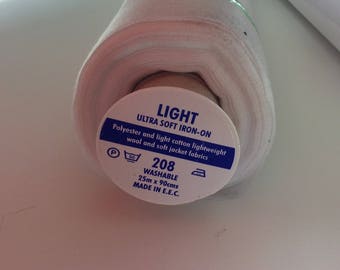 LIGHT
ULTRA SOFT IRON-ON
Polyester and light cotton lightweight
wool and soft jacket fabrics
P
208
WASHABLE
25m x 90cms
MADE IN E.E.C.